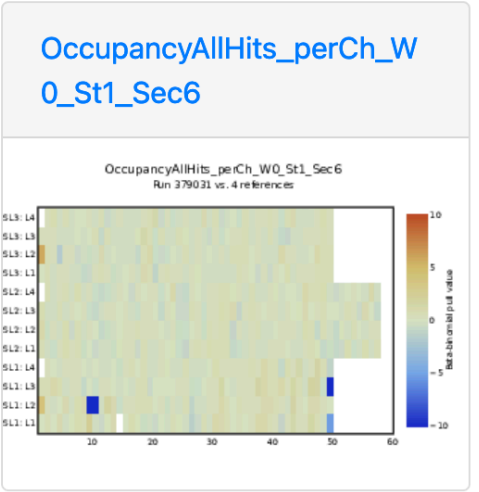 OccupancyAllHits_perCh_W
0_St1_Sec6
OccupancyAllHits_perCh_W0_St1_Sec6
Run 379031 vs. 4 references
SL3: L4
SL3: L3
SL3: L2
SL3: L1
SL2: L4
SL2: L3
SL2: L2
SL2: L1
SL1: L4
SL1: L3
SL1: L2
SL1: L1
10
20
30
40
50
60
10
5
0
−5
−10
Beta-binomial pull value